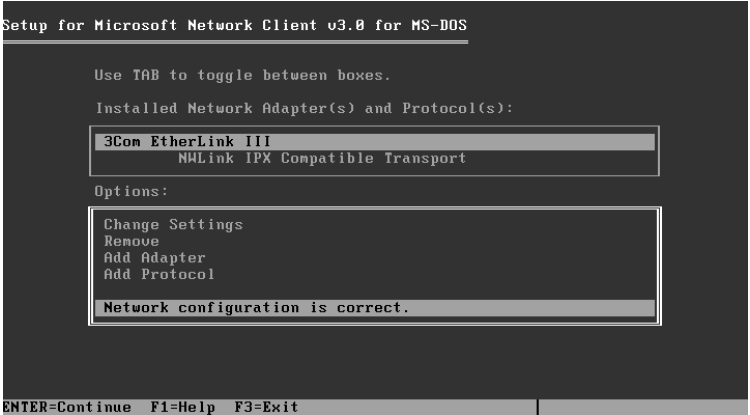 Setup for Microsoft Network Client v3.0 for MS-DOS
Use TAB to toggle between boxes.
Installed Network Adapter(s) and Protocol(s):
3Com EtherLink III
NWLink IPX Compatible Transport
Options:
Change Settings
Remove
Add Adapter
Add Protocol
Network configuration is correct.
ENTER=Continue F1=Help F3=Exit